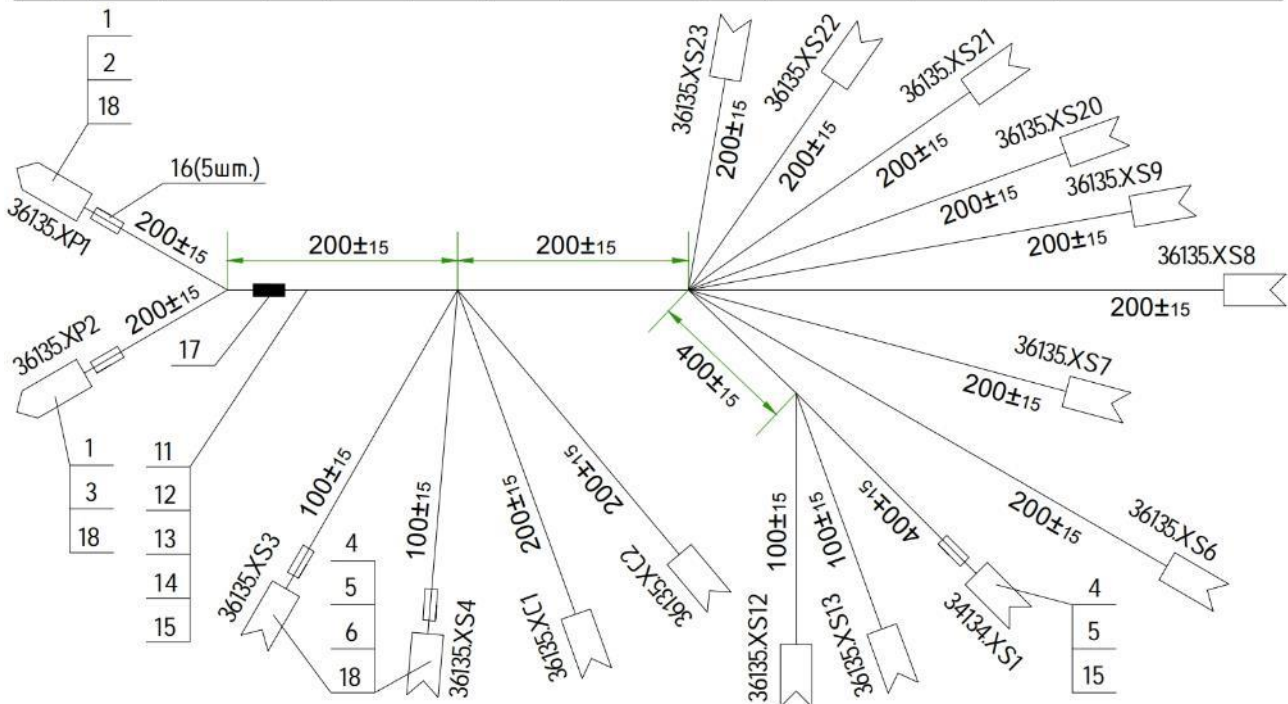 1
2
18
16(5шт.)
36135.XP1
200±15
36135.XP2
200±15
200±15
200±15
17
1
3
18
11
12
13
14
15
100±15
36135.XS3
100±15
36135.XS4
4
5
6
18
200±15
36135.XC1
200±15
36135.XC2
36135.XS23
200±15
36135.XS22
200±15
36135.XS21
200±15
36135.XS20
200±15
36135.XS9
200±15
36135.XS8
200±15
36135.XS7
200±15
36135.XS6
200±15
400±15
100±15
36135.XS12
100±15
36135.XS13
400±15
34134.XS1
4
5
15